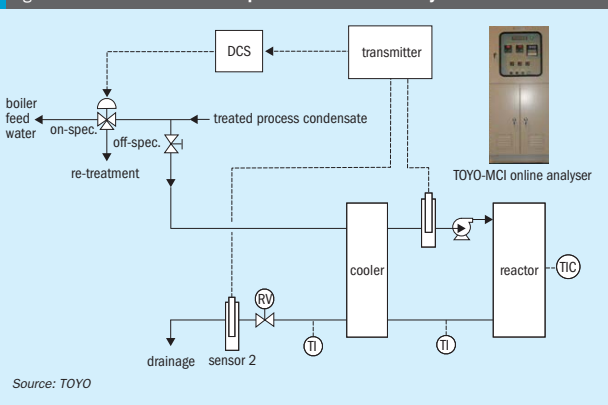 DCS
transmitter
boiler
feed
water
on-spec.
off-spec.
treated process condensate
re-treatment
TOYO-MCI online analyser
cooler
reactor
TIC
RV
TI
TI
drainage
sensor 2
Source: TOYO